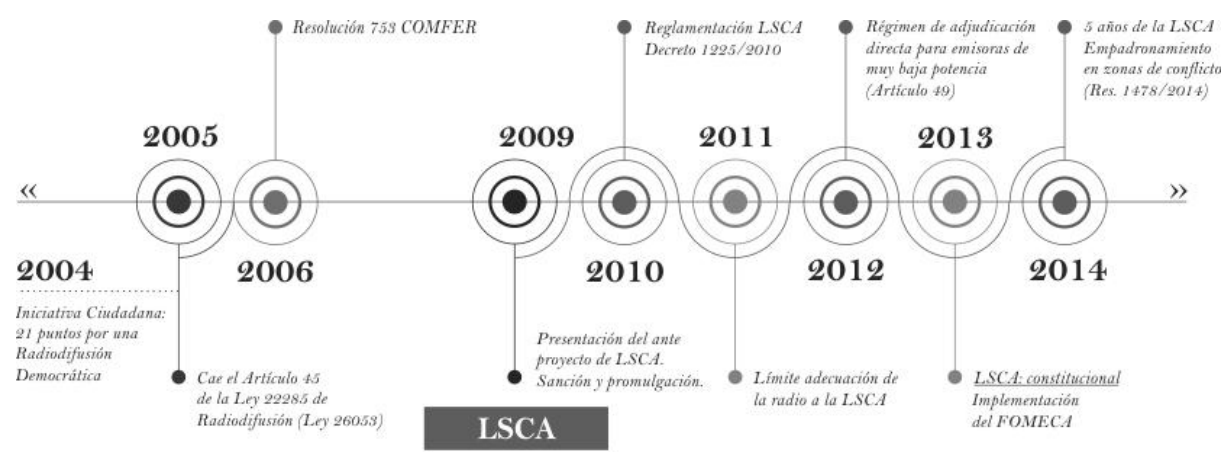 «
2004
Iniciativa Ciudadana:
21 puntos por una
Radiodifusión
Democrática
2005
Cae el Artículo 45
de la Ley 22285 de
Radiodifusión (Ley 26053)
Resolución 753 COMFER
2006
2009
Presentación del ante
proyecto de LSCA.
Sanción y promulgación.
LSCA
Reglamentación LSCA
Decreto 1225/2010
2010
2011
Límite adecuación de
la radio a la LSCA
Régimen de adjudicación
directa para emisoras de
muy baja potencia
(Artículo 49)
2012
2013
LSCA: constitucional
Implementación
del FOMECA
5 años de la LSCA
Empadronamiento
en zonas de conflicto
(Res. 1478/2014)
2014
»